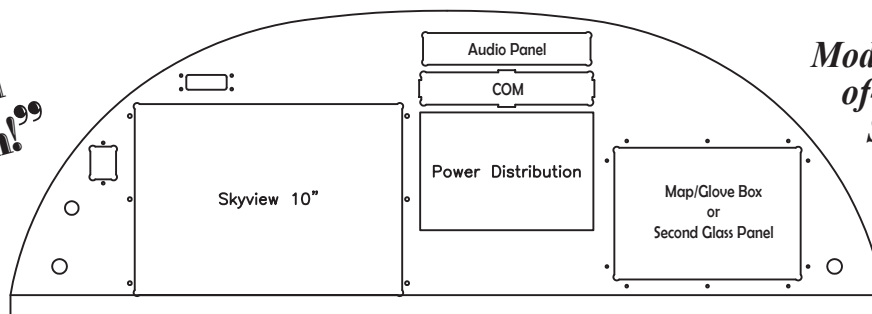 Audio Panel
COM
Skyview 10”
Power Distribution
Map/Glove Box
or
Second Glass Panel